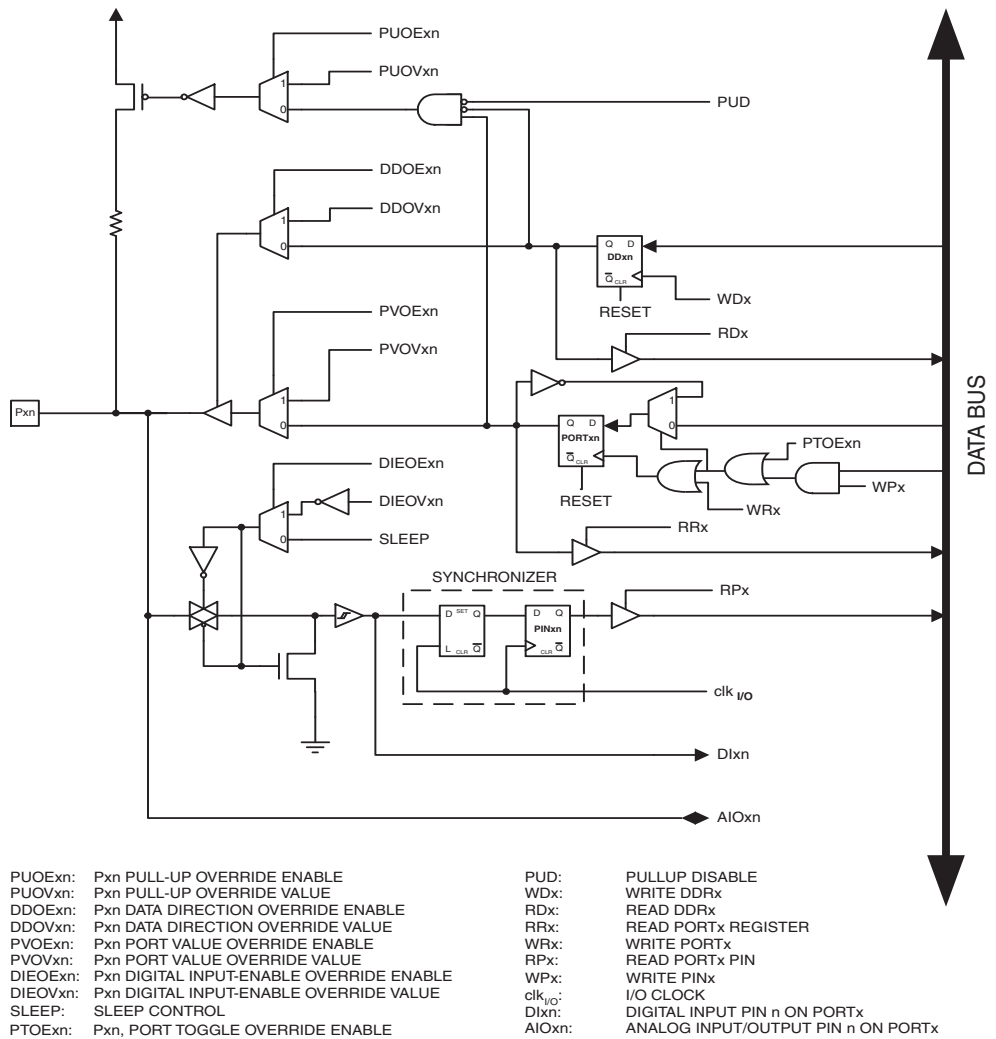 PUOExn
PUOVxn
1
0
PUD
DDOExn
DDOVxn
1
0
Q D
DDxn
Q CLR
WDx
RESET
PVOExn
RDx
PVOVxn
1
0
Pxn
1
0
Q D
PORTxn
Q CLR
PTOExn
DATA BUS
DIEOExn
WPx
RESET
DIEOVxn
WRx
1
0
RRx
SLEEP
SYNCHRONIZER
RPx
D SET Q
L CLR Q
D Q
PINxn
CLR Q
clk I/O
DIxn
AIOxn
PUOExn: Pxn PULL-UP OVERRIDE ENABLE
PUOVxn: Pxn PULL-UP OVERRIDE VALUE
DDOExn: Pxn DATA DIRECTION OVERRIDE ENABLE
DDOVxn: Pxn DATA DIRECTION OVERRIDE VALUE
PVOExn: Pxn PORT VALUE OVERRIDE ENABLE
PVOVxn: Pxn PORT VALUE OVERRIDE VALUE
DIEOExn: Pxn DIGITAL INPUT-ENABLE OVERRIDE ENABLE
DIEOVxn: Pxn DIGITAL INPUT-ENABLE OVERRIDE VALUE
SLEEP: SLEEP CONTROL
PTOExn: Pxn, PORT TOGGLE OVERRIDE ENABLE
PUD: PULLUP DISABLE
WDx: WRITE DDRx
RDx: READ DDRx
RRx: READ PORTx REGISTER
WRx: WRITE PORTx
RPx: READ PORTx PIN
WPx: WRITE PINx
clkI/O: I/O CLOCK
DIxn: DIGITAL INPUT PIN n ON PORTx
AIOxn: ANALOG INPUT/OUTPUT PIN n ON PORTx